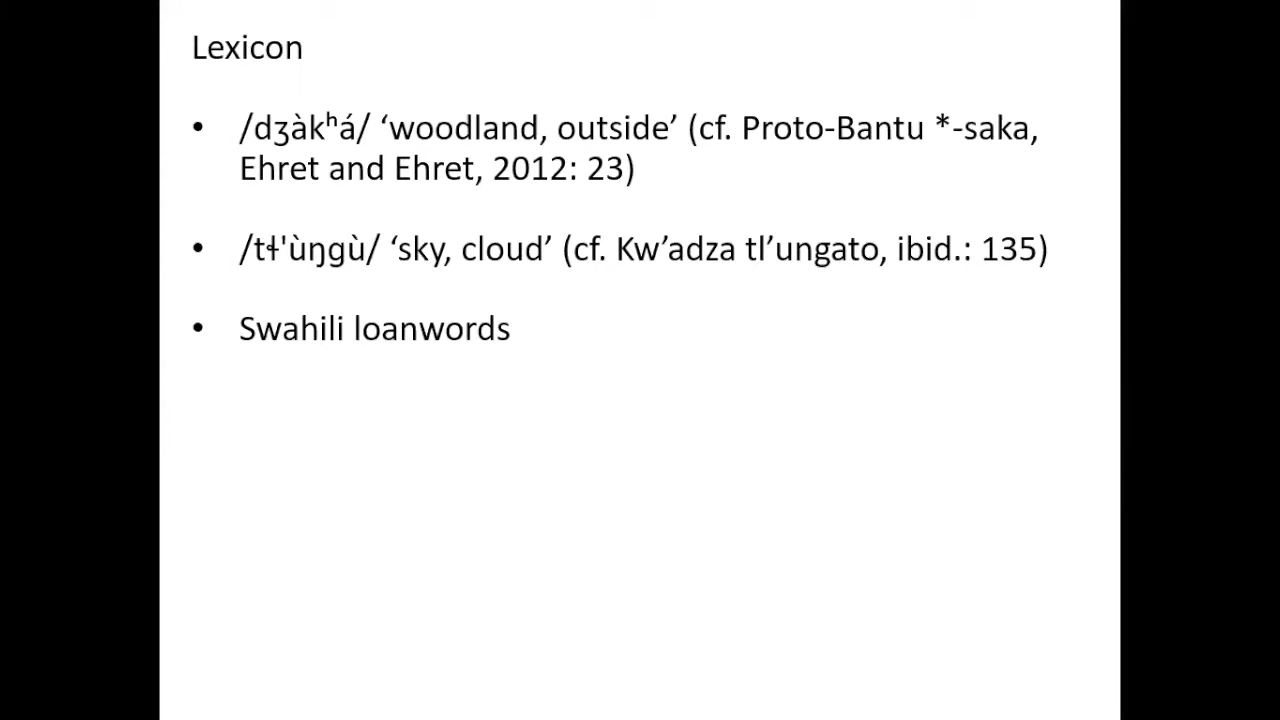 Lexicon
• /dʒàkʰá/ ‘woodland, outside’ (cf. Proto-Bantu *-saka,
Ehret and Ehret, 2012: 23)
• /tɬ'ùŋgù/ ‘sky, cloud’ (cf. Kw’adza tl’ungato, ibid.: 135)
• Swahili loanwords